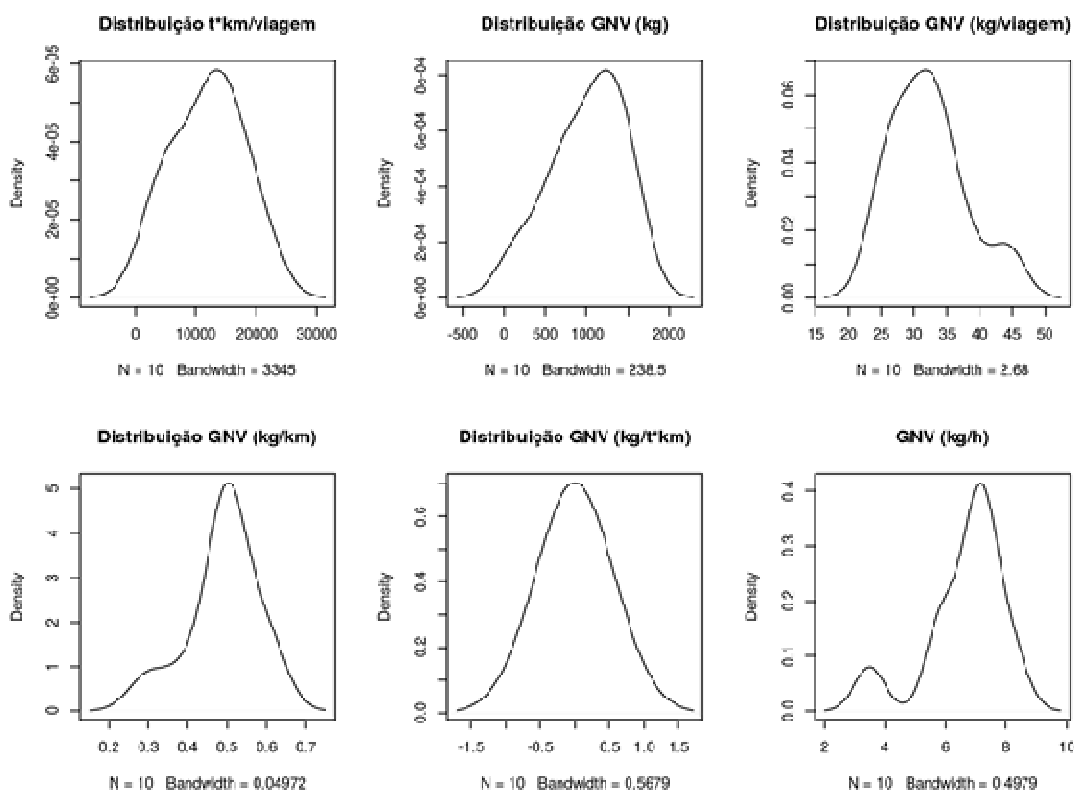 Distribuição t*km/viagem
Density
0e+00 2e-05 4e-05 6e-05
0 10000 20000 30000
N = 10 Bandwidth = 3345
Distribuição GNV (kg)
Density
0e+00 2e-04 4e-04 6e-04 8e-04
-500 0 500 1000 2000
N = 10 Bandwidth = 238.5
Distribuição GNV (kg/viagem)
Density
0.00 0.02 0.04 0.06
15 20 25 30 35 40 45 50
N = 10 Bandwidth = 2.68
Distribuição GNV (kg/km)
Density
0 1 2 3 4 5
0.2 0.3 0.4 0.5 0.6 0.7
N = 10 Bandwidth = 0.04972
Distribuição GNV (kg/t*km)
Density
0.0 0.2 0.4 0.6
-1.5 -0.5 0.5 1.0 1.5
N = 10 Bandwidth = 0.5679
GNV (kg/h)
Density
0.0 0.1 0.2 0.3 0.4
2 4 6 8 10
N = 10 Bandwidth = 0.4979